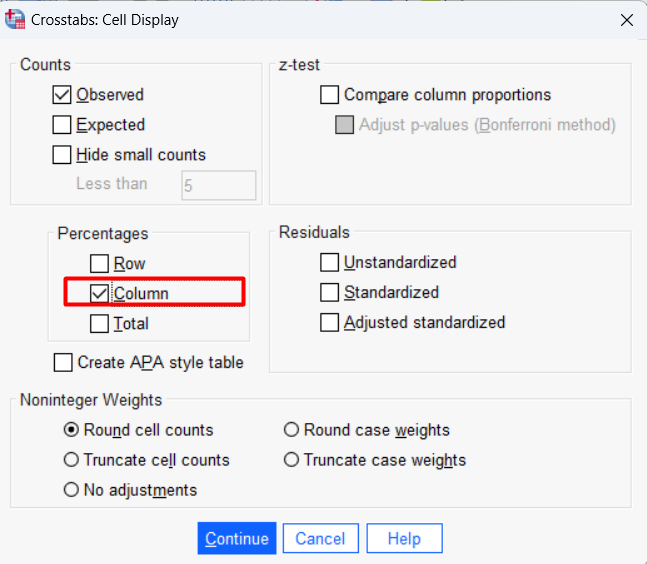 Crosstabs: Cell Display
Counts
Observed
Expected
Hide small counts
Less than 5
z-test
Compare column proportions
Adjust p-values (Bonferroni method)
Percentages
Row
Column
Total
Residuals
Unstandardized
Standardized
Adjusted standardized
Create APA style table
Noninteger Weights
Round cell counts
Round case weights
Truncate cell counts
Truncate case weights
No adjustments
Continue
Cancel
Help